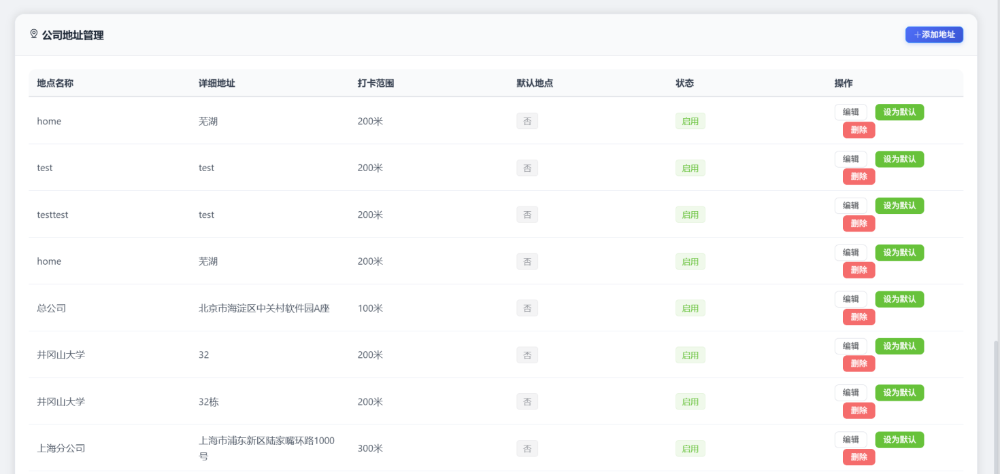 公司地址管理
+添加地址
地点名称 详细地址 打卡范围 默认地点 状态 操作
home 芜湖 200米 否 启用 编辑 设为默认
删除
test test 200米 否 启用 编辑 设为默认
删除
testtest test 200米 否 启用 编辑 设为默认
删除
home 芜湖 200米 否 启用 编辑 设为默认
删除
总公司 北京市海淀区中关村软件园A座 100米 否 启用 编辑 设为默认
删除
井冈山大学 32 200米 否 启用 编辑 设为默认
删除
井冈山大学 32栋 200米 否 启用 编辑 设为默认
删除
上海分公司 上海市浦东新区陆家嘴环路1000 300米 否 启用 编辑 设为默认
号 删除